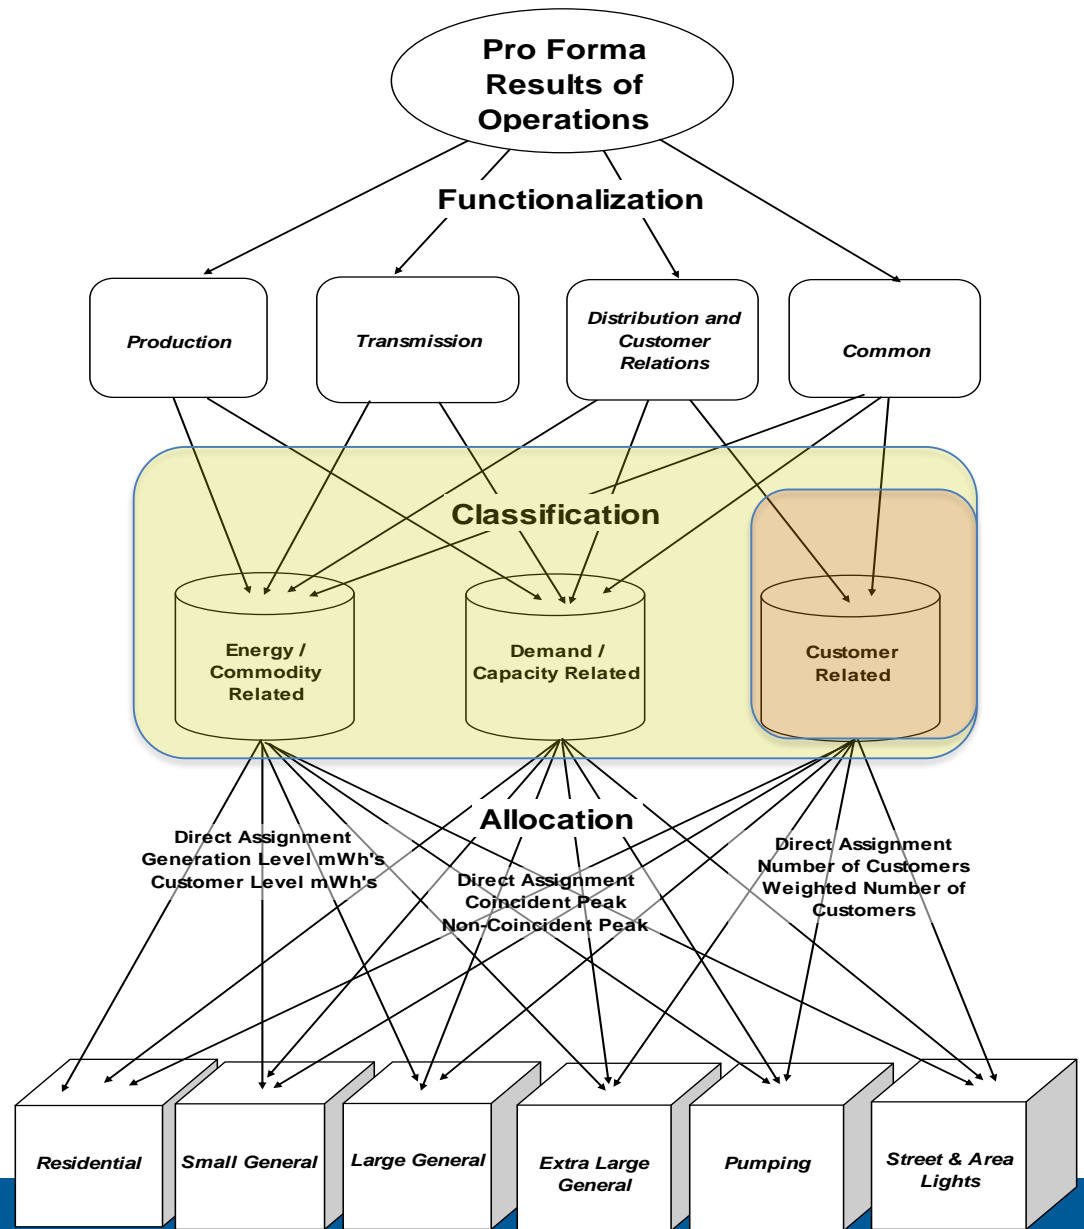 Pro Forma
Results of
Operations
Functionalization
Production
Transmission
Distribution and
Customer
Relations
Common
Classification
Energy /
Commodity
Related
Demand /
Capacity Related
Customer
Related
Allocation
Direct Assignment
Generation Level mWh's
Customer Level mWh's
Direct Assignment
Coincident Peak
Non-Coincident Peak
Direct Assignment
Number of Customers
Weighted Number of
Customers
Residential
Small General
Large General
Extra Large
General
Pumping
Street & Area
Lights